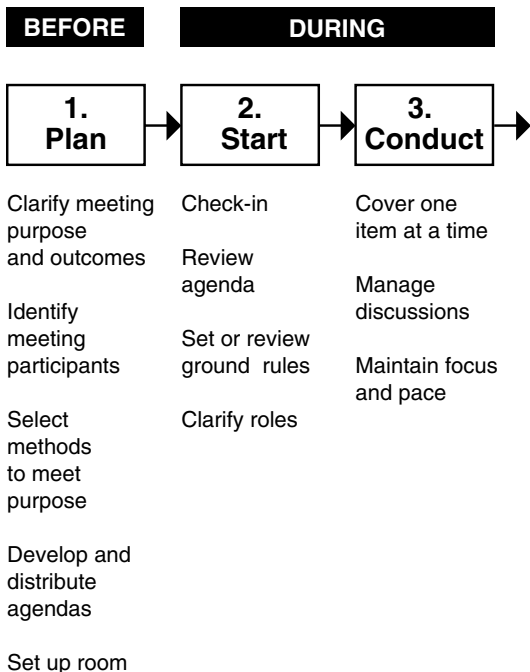 BEFORE
DURING
1.
Plan
2.
Start
3.
Conduct
Clarify meeting
purpose
and outcomes
Identify
meeting
participants
Select
methods
to meet
purpose
Develop and
distribute
agendas
Set up room
Check-in
Review
agenda
Set or review
ground rules
Clarify roles
Cover one
item at a time
Manage
discussions
Maintain focus
and pace